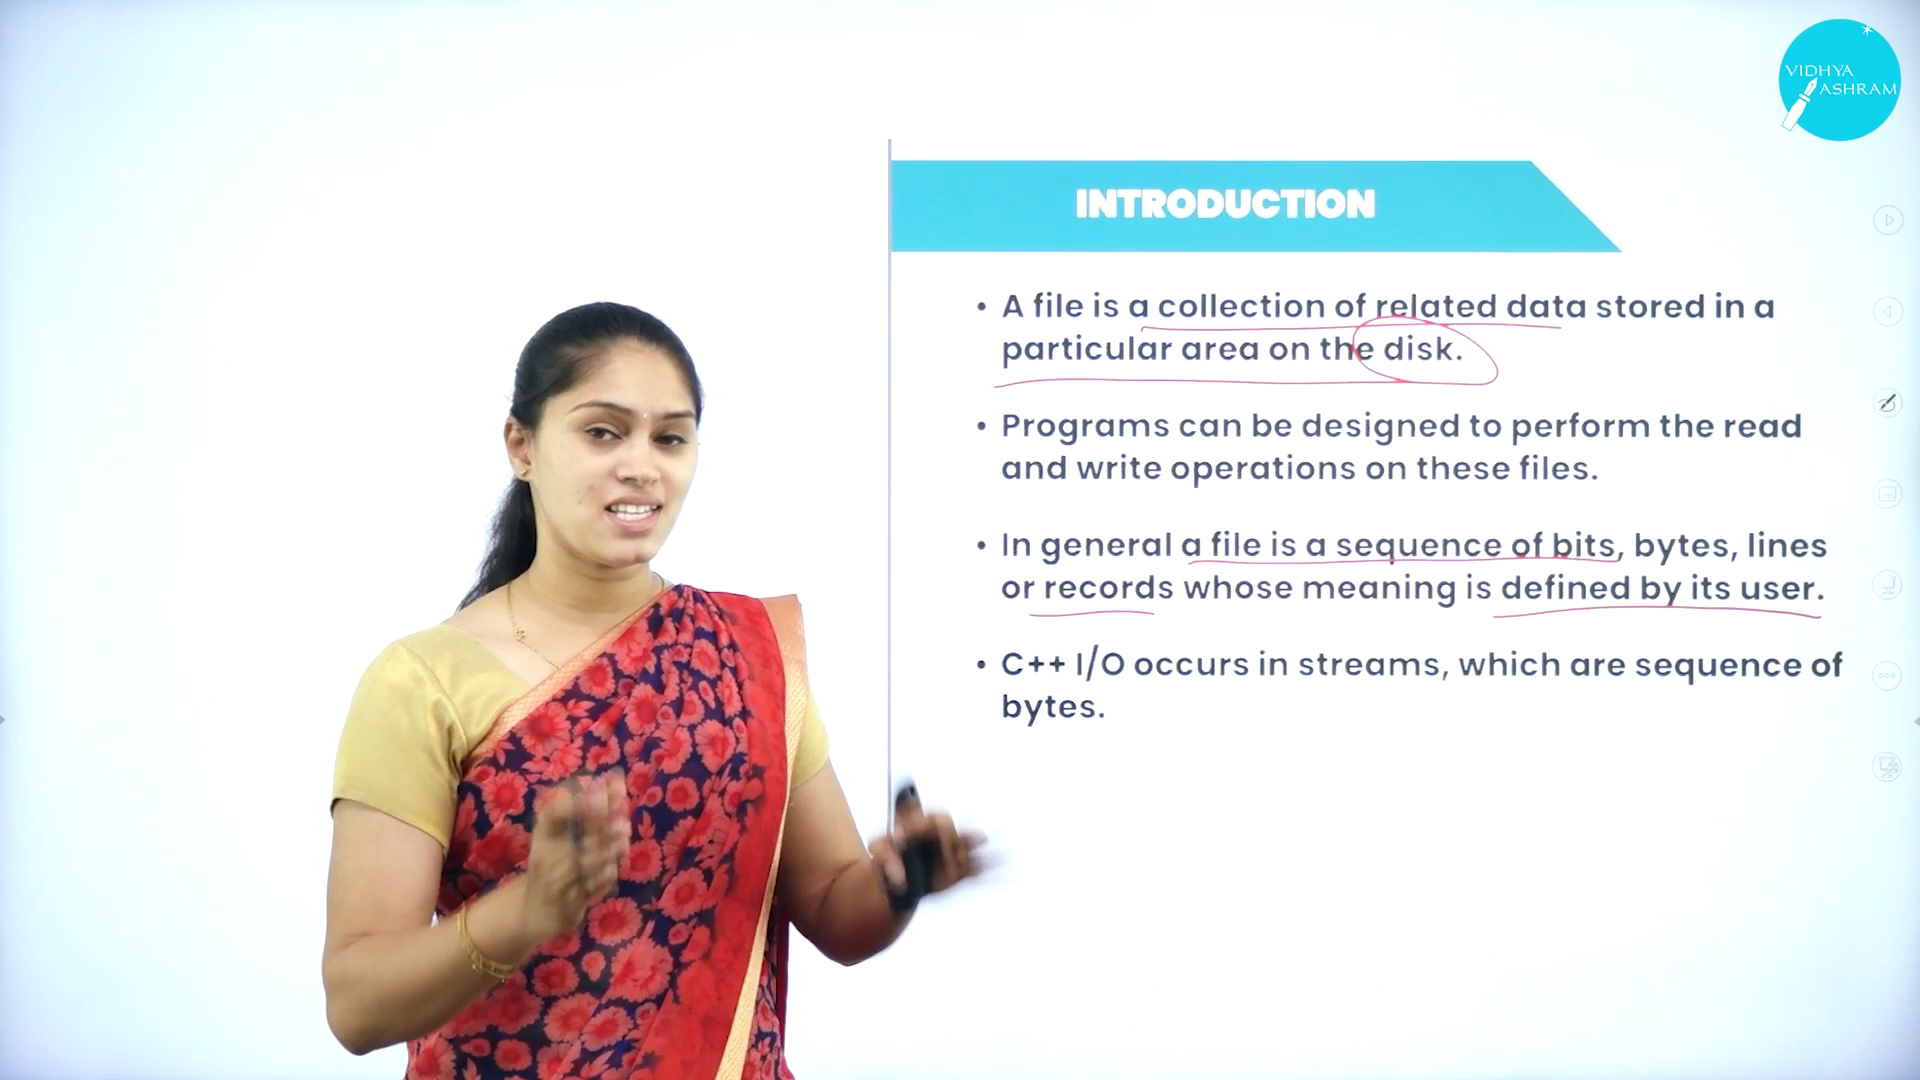 VIDHYA
ASHRAM
INTRODUCTION
• A file is a collection of related data stored in a
particular area on the disk.
• Programs can be designed to perform the read
and write operations on these files.
• In general a file is a sequence of bits, bytes, lines
or records whose meaning is defined by its user.
• C++ I/O occurs in streams, which are sequence of
bytes.